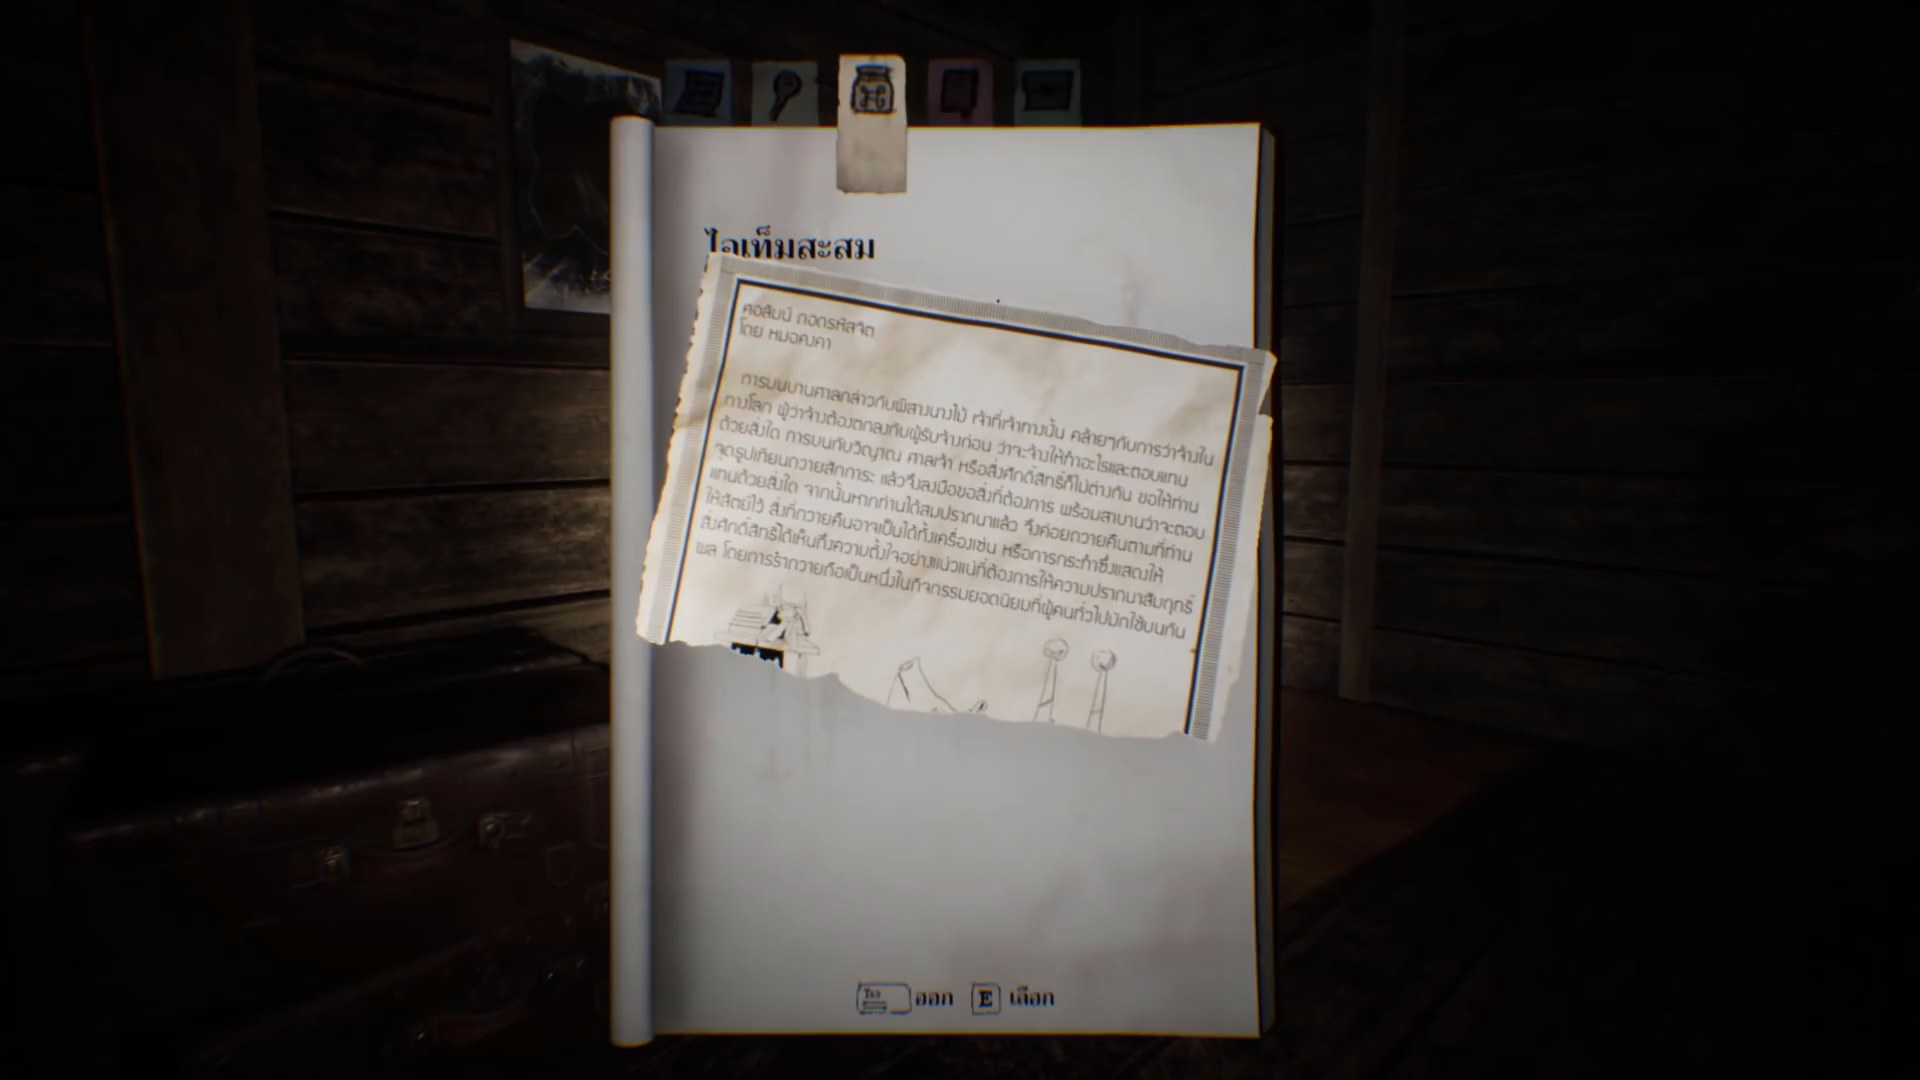 ไอเท็มสะสม
คอลัมน์ ถอดรหัสจิต
โดย หมอคงคา
การบนบานศาลกล่าวกับผีสางนางไม้ เจ้าที่เจ้าทางนั้น คล้ายๆกับการว่าจ้างใน
ทางโลก ผู้ว่าจ้างต้องตกลงกับผู้รับจ้างก่อน ว่าจะจ้างให้ทำอะไรและตอบแทน
ด้วยสิ่งใด การบนกับวิญญาณ ศาลเจ้า หรือสิ่งศักดิ์สิทธิ์ก็ไม่ต่างกัน ขอให้ท่าน
จุดธูปเทียนถวายสักการะ แล้วจึงลงมือขอสิ่งที่ต้องการ พร้อมสาบานว่าจะตอบ
แทนด้วยสิ่งใด จากนั้นหากท่านได้สมปรารถนาแล้ว จึงค่อยถวายคืนตามที่ท่าน
ให้สัตย์ไว้ สิ่งที่ถวายคืนอาจเป็นได้ทั้งเครื่องเซ่น หรือการกระทำซึ่งแสดงให้
สิ่งศักดิ์สิทธิ์ได้เห็นถึงความตั้งใจอย่างแน่วแน่ที่ต้องการให้ความปรารถนาสัมฤทธิ์
ผล โดยการรำถวายถือเป็นหนึ่งในกิจกรรมยอดนิยมที่ผู้คนทั่วไปมักใช้บนกัน
Tab ออก E เลือก